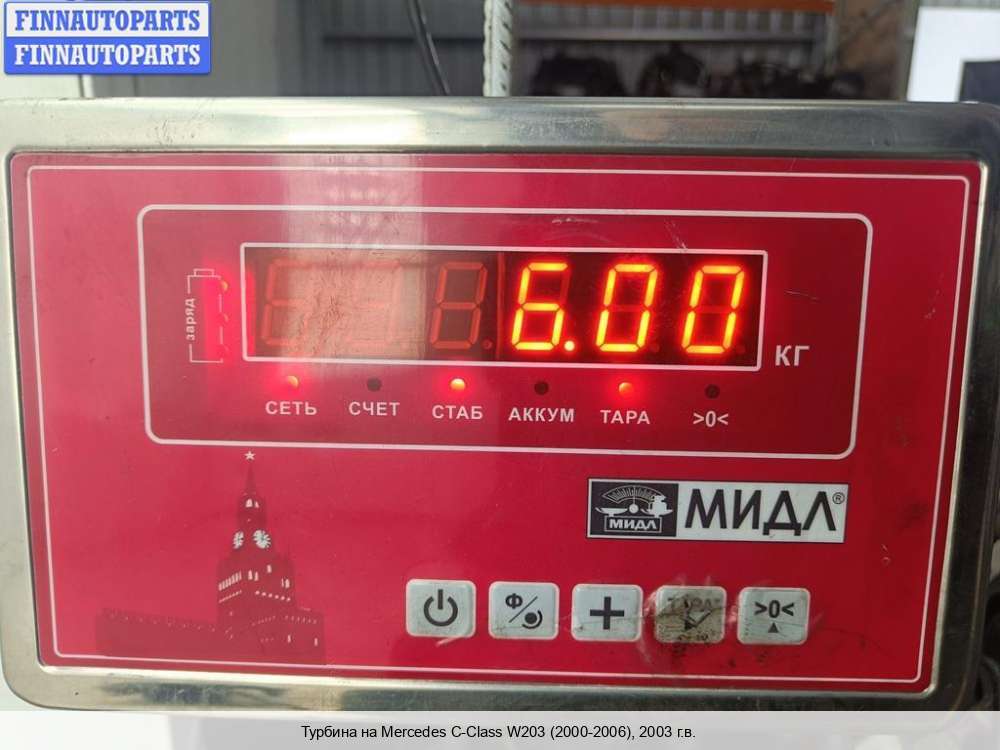 FINNAUTOPARTS
FINNAUTOPARTS
заряд
6.00
КГ
СЕТЬ СЧЕТ СТАБ АККУМ ТАРА >0<
МИДЛ МИДЛ®
Ф ТАРА >0<
Турбина на Mercedes C-Class W203 (2000-2006), 2003 г.в.